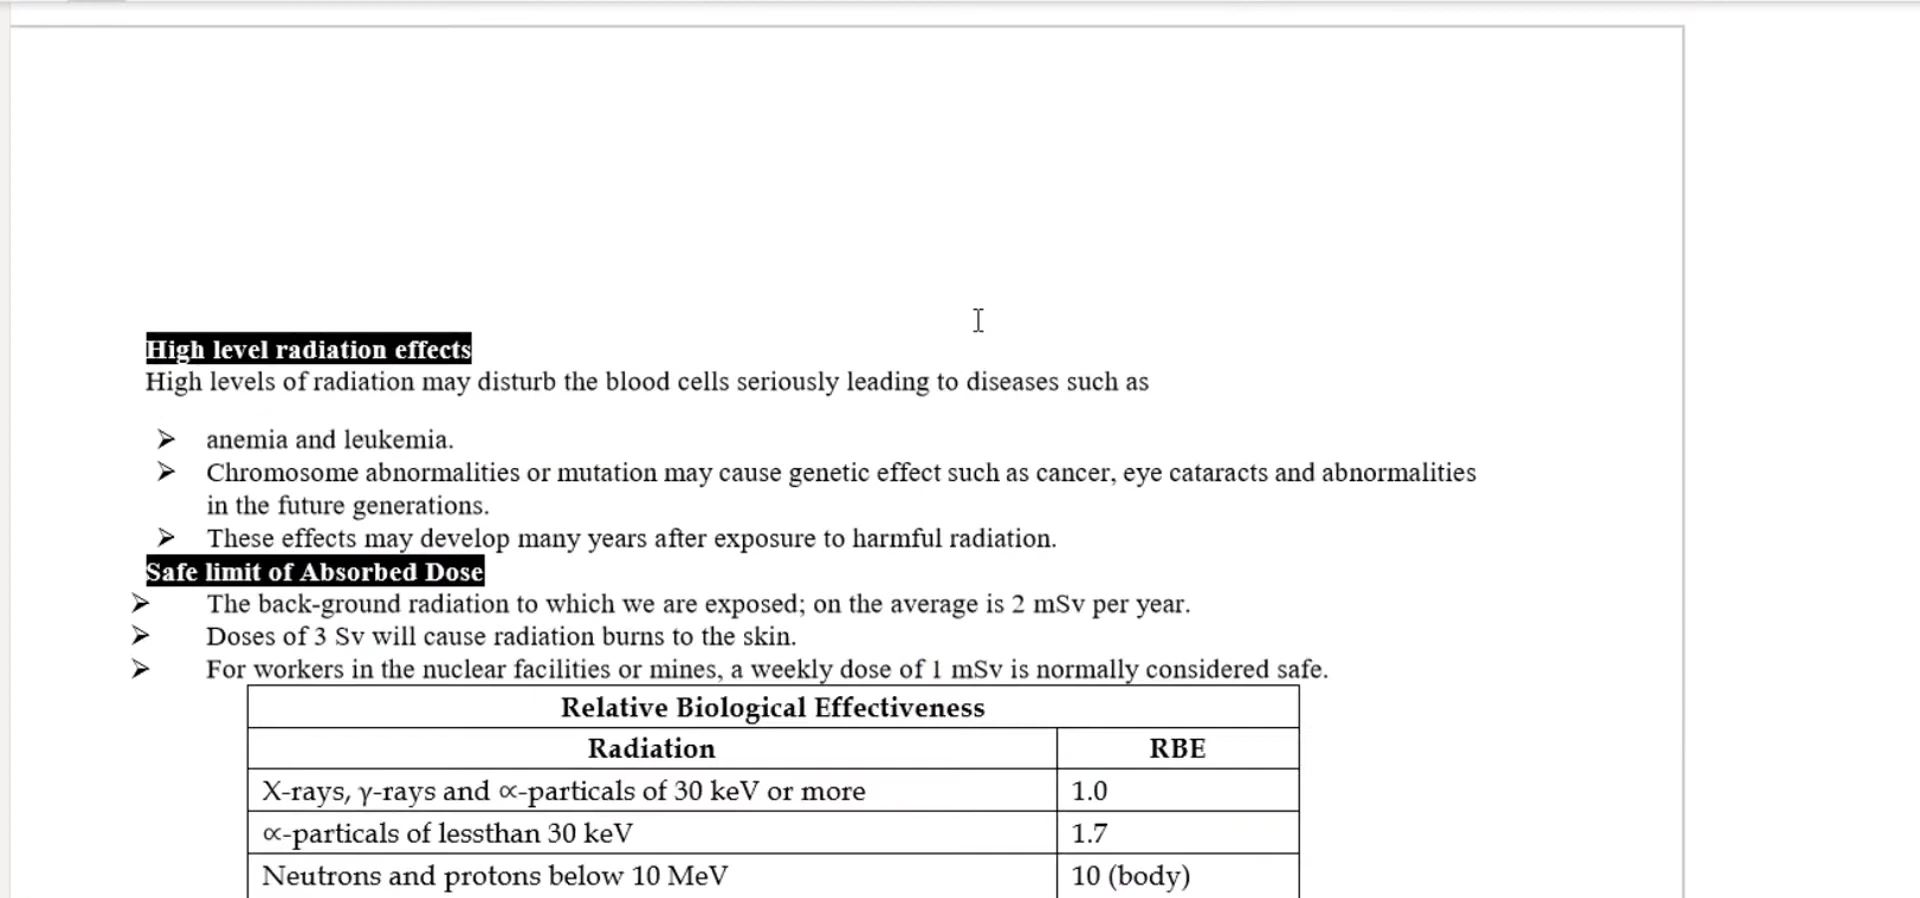 High level radiation effects
High levels of radiation may disturb the blood cells seriously leading to diseases such as
➢ anemia and leukemia.
➢ Chromosome abnormalities or mutation may cause genetic effect such as cancer, eye cataracts and abnormalities
in the future generations.
➢ These effects may develop many years after exposure to harmful radiation.
Safe limit of Absorbed Dose
➢ The back-ground radiation to which we are exposed; on the average is 2 mSv per year.
➢ Doses of 3 Sv will cause radiation burns to the skin.
➢ For workers in the nuclear facilities or mines, a weekly dose of 1 mSv is normally considered safe.
Relative Biological Effectiveness
Radiation RBE
X-rays, γ-rays and ∝-particals of 30 keV or more 1.0
∝-particals of lessthan 30 keV 1.7
Neutrons and protons below 10 MeV 10 (body)